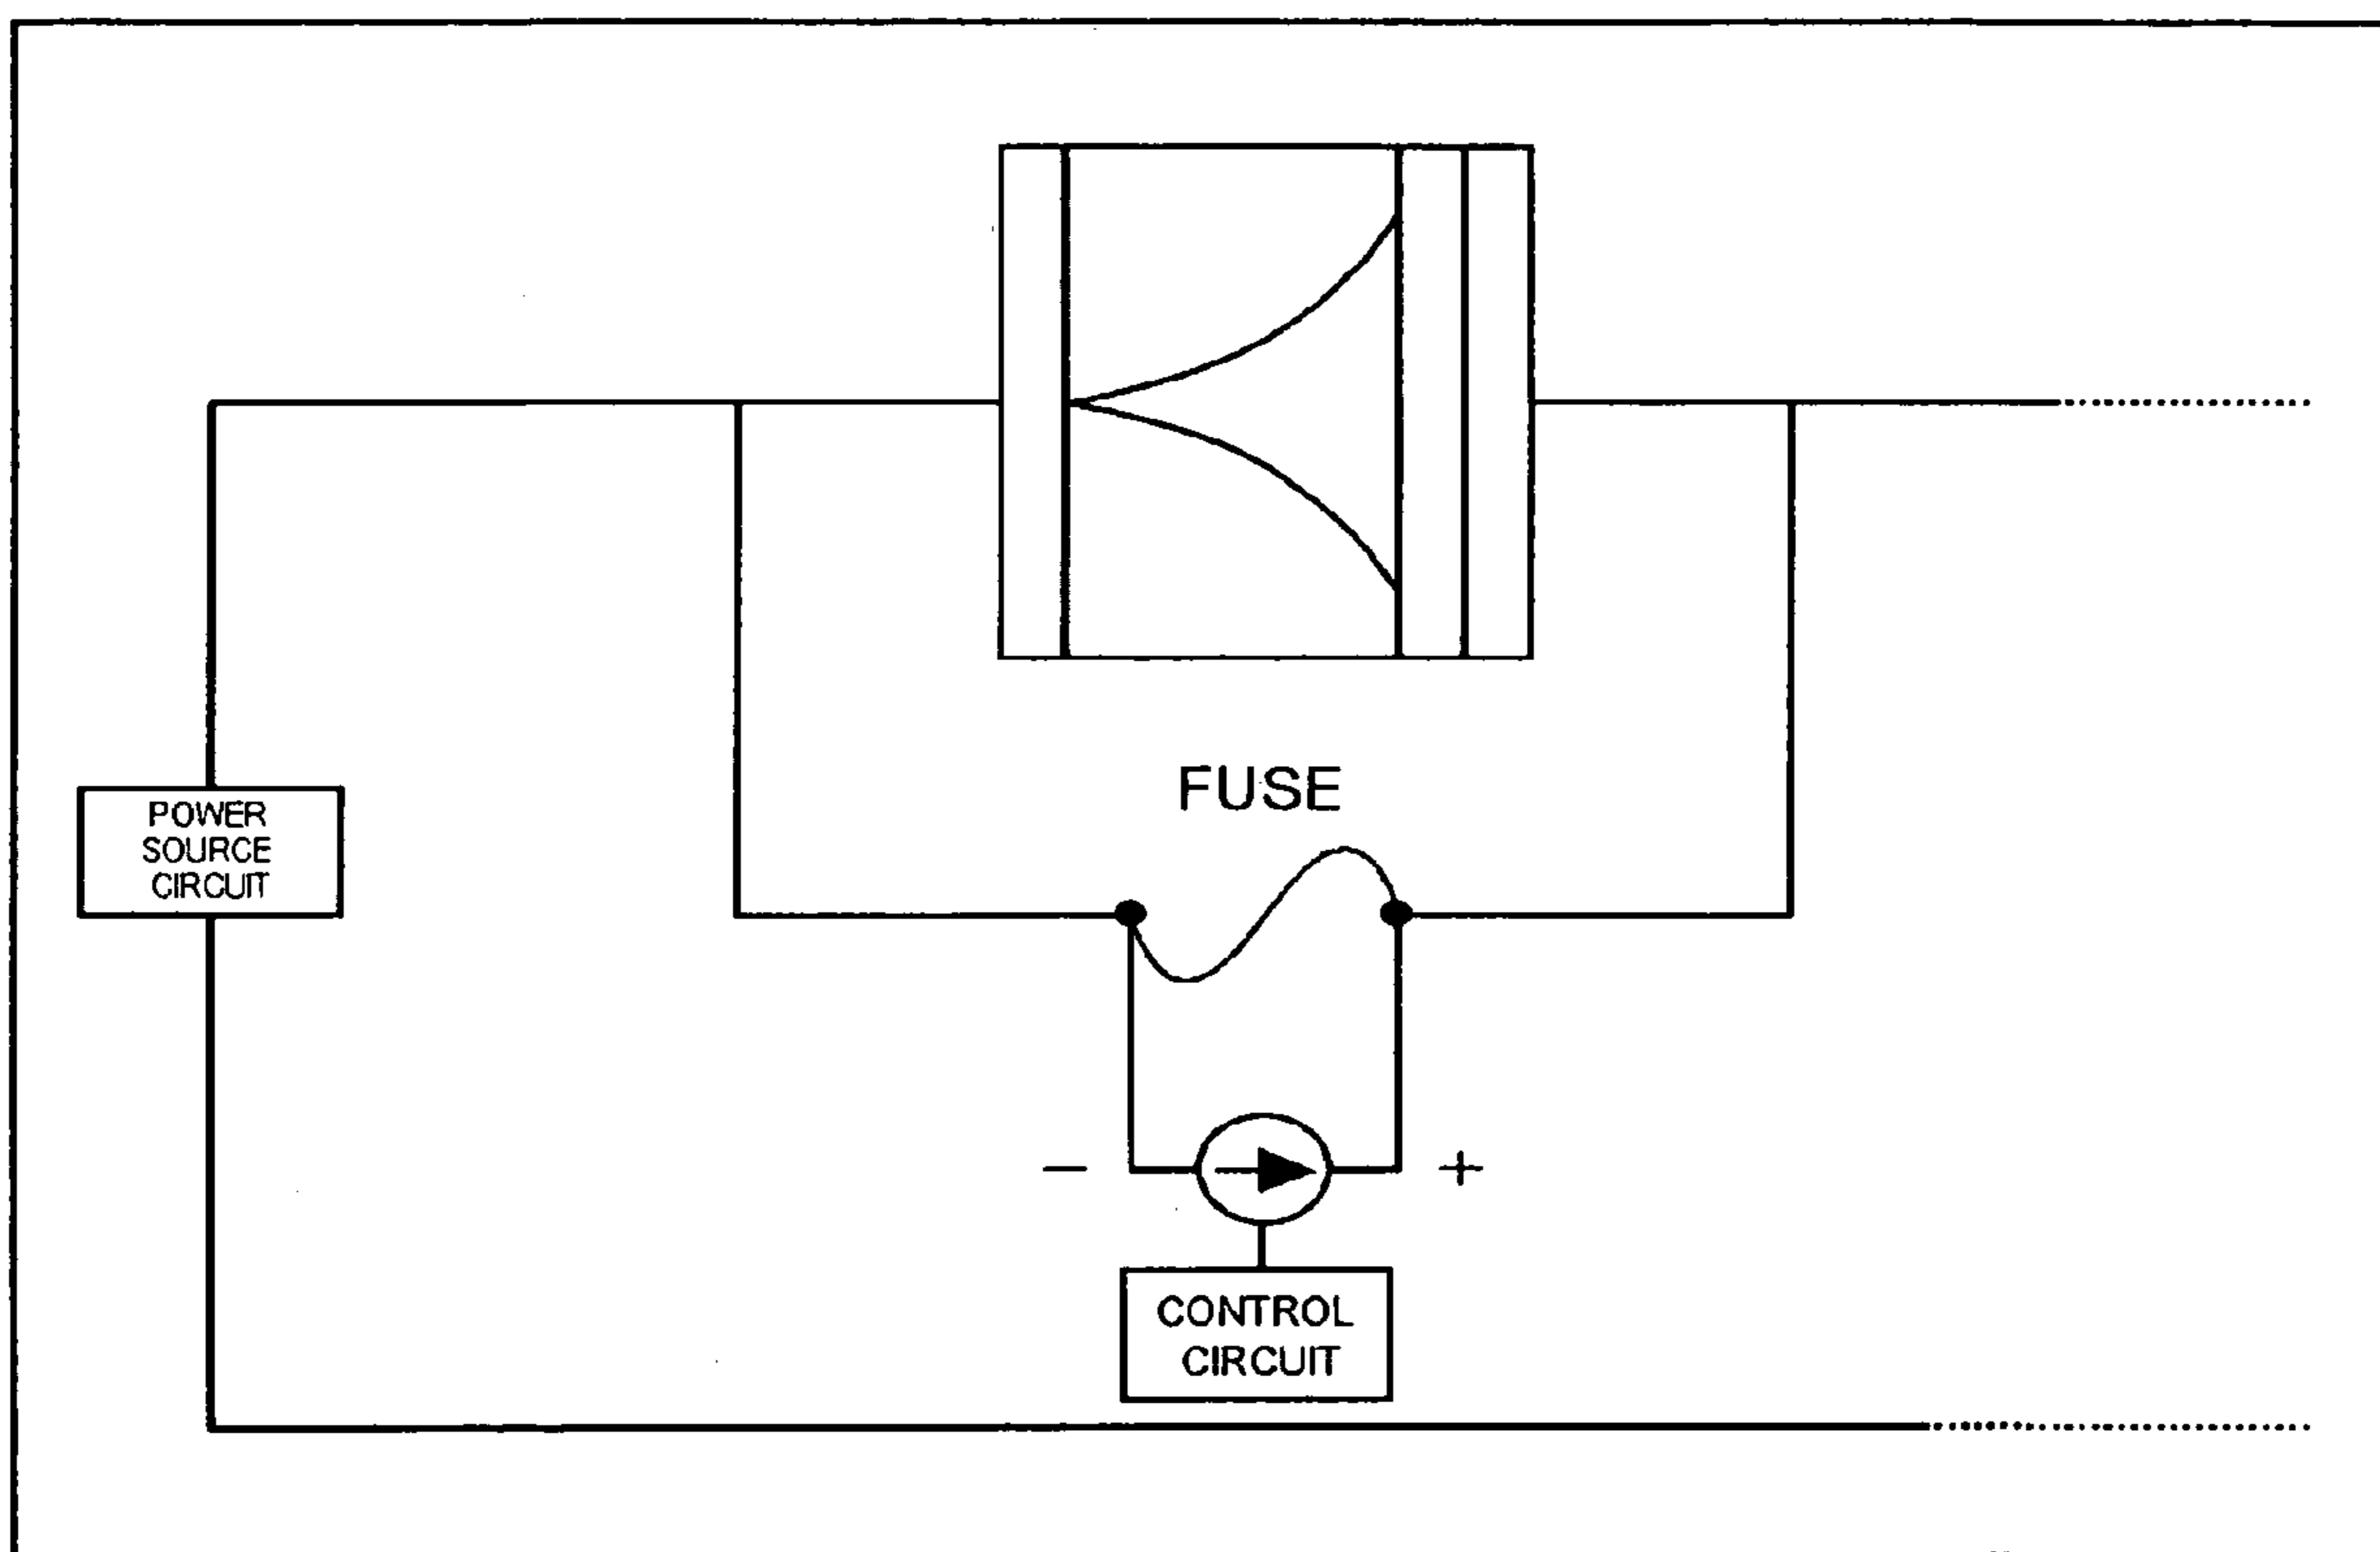 FUSE
POWER
SOURCE
CIRCUIT
− +
CONTROL
CIRCUIT